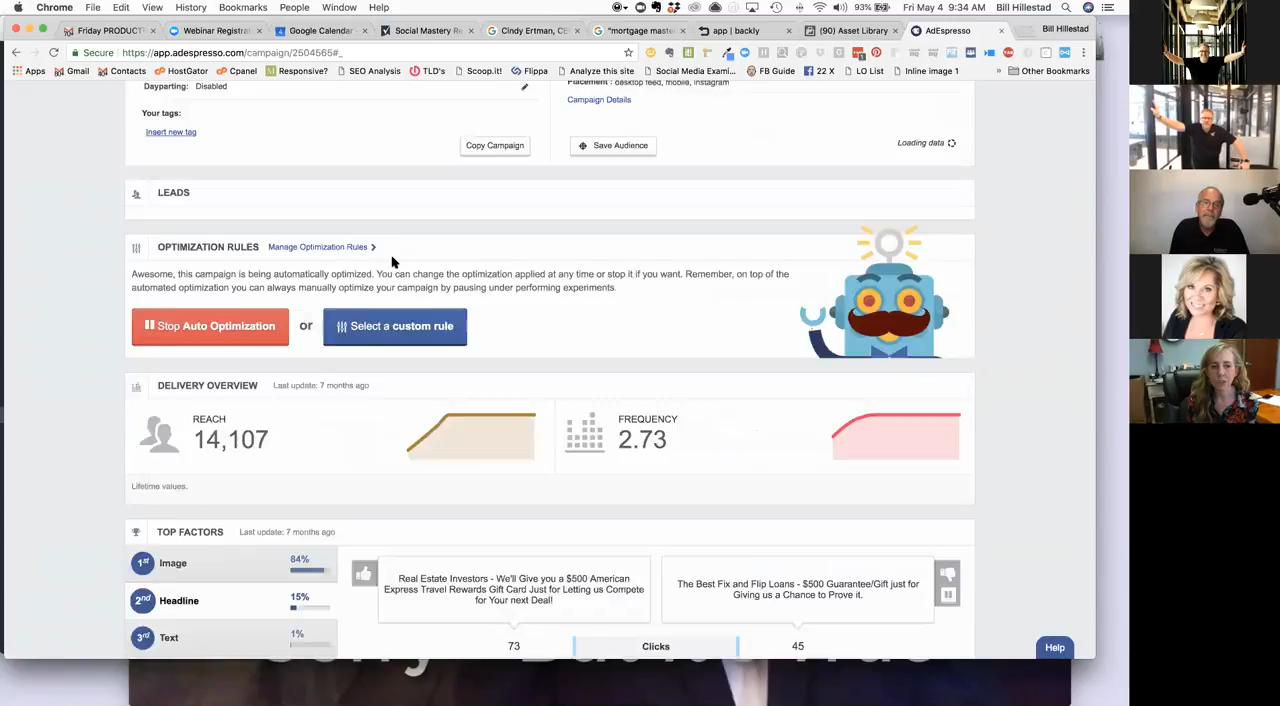 Chrome File Edit View History Bookmarks People Window Help 93% Fri May 4 9:34 AM Bill Hillestad
Friday PRODUCT Webinar Registra Google Calendar Social Mastery Re Cindy Ertman, CE "mortgage maste app | backly (90) Asset Library AdEspresso Bill Hillestad
Secure https://app.adespresso.com/campaign/2504565#_
Apps Gmail Contacts HostGator Cpanel Responsive? SEO Analysis TLD's Scoop.it! Flippa Analyze this site Social Media Exami... FB Guide 22 X LO List Inline image 1 » Other Bookmarks
Dayparting: Disabled
Placement : desktop feed, mobile, instagram
Campaign Details
Your tags:
Insert new tag
Copy Campaign
Save Audience
Loading data
LEADS
OPTIMIZATION RULES Manage Optimization Rules
Awesome, this campaign is being automatically optimized. You can change the optimization applied at any time or stop it if you want. Remember, on top of the
automated optimization you can always manually optimize your campaign by pausing under performing experiments.
Stop Auto Optimization or Select a custom rule
DELIVERY OVERVIEW Last update: 7 months ago
REACH
14,107
FREQUENCY
2.73
Lifetime values.
TOP FACTORS Last update: 7 months ago
1st Image 84%
2nd Headline 15%
3rd Text 1%
Real Estate Investors - We'll Give you a $500 American
Express Travel Rewards Gift Card Just for Letting us Compete
for Your next Deal!
The Best Fix and Flip Loans - $500 Guarantee/Gift just for
Giving us a Chance to Prove it.
73 Clicks 45
Help